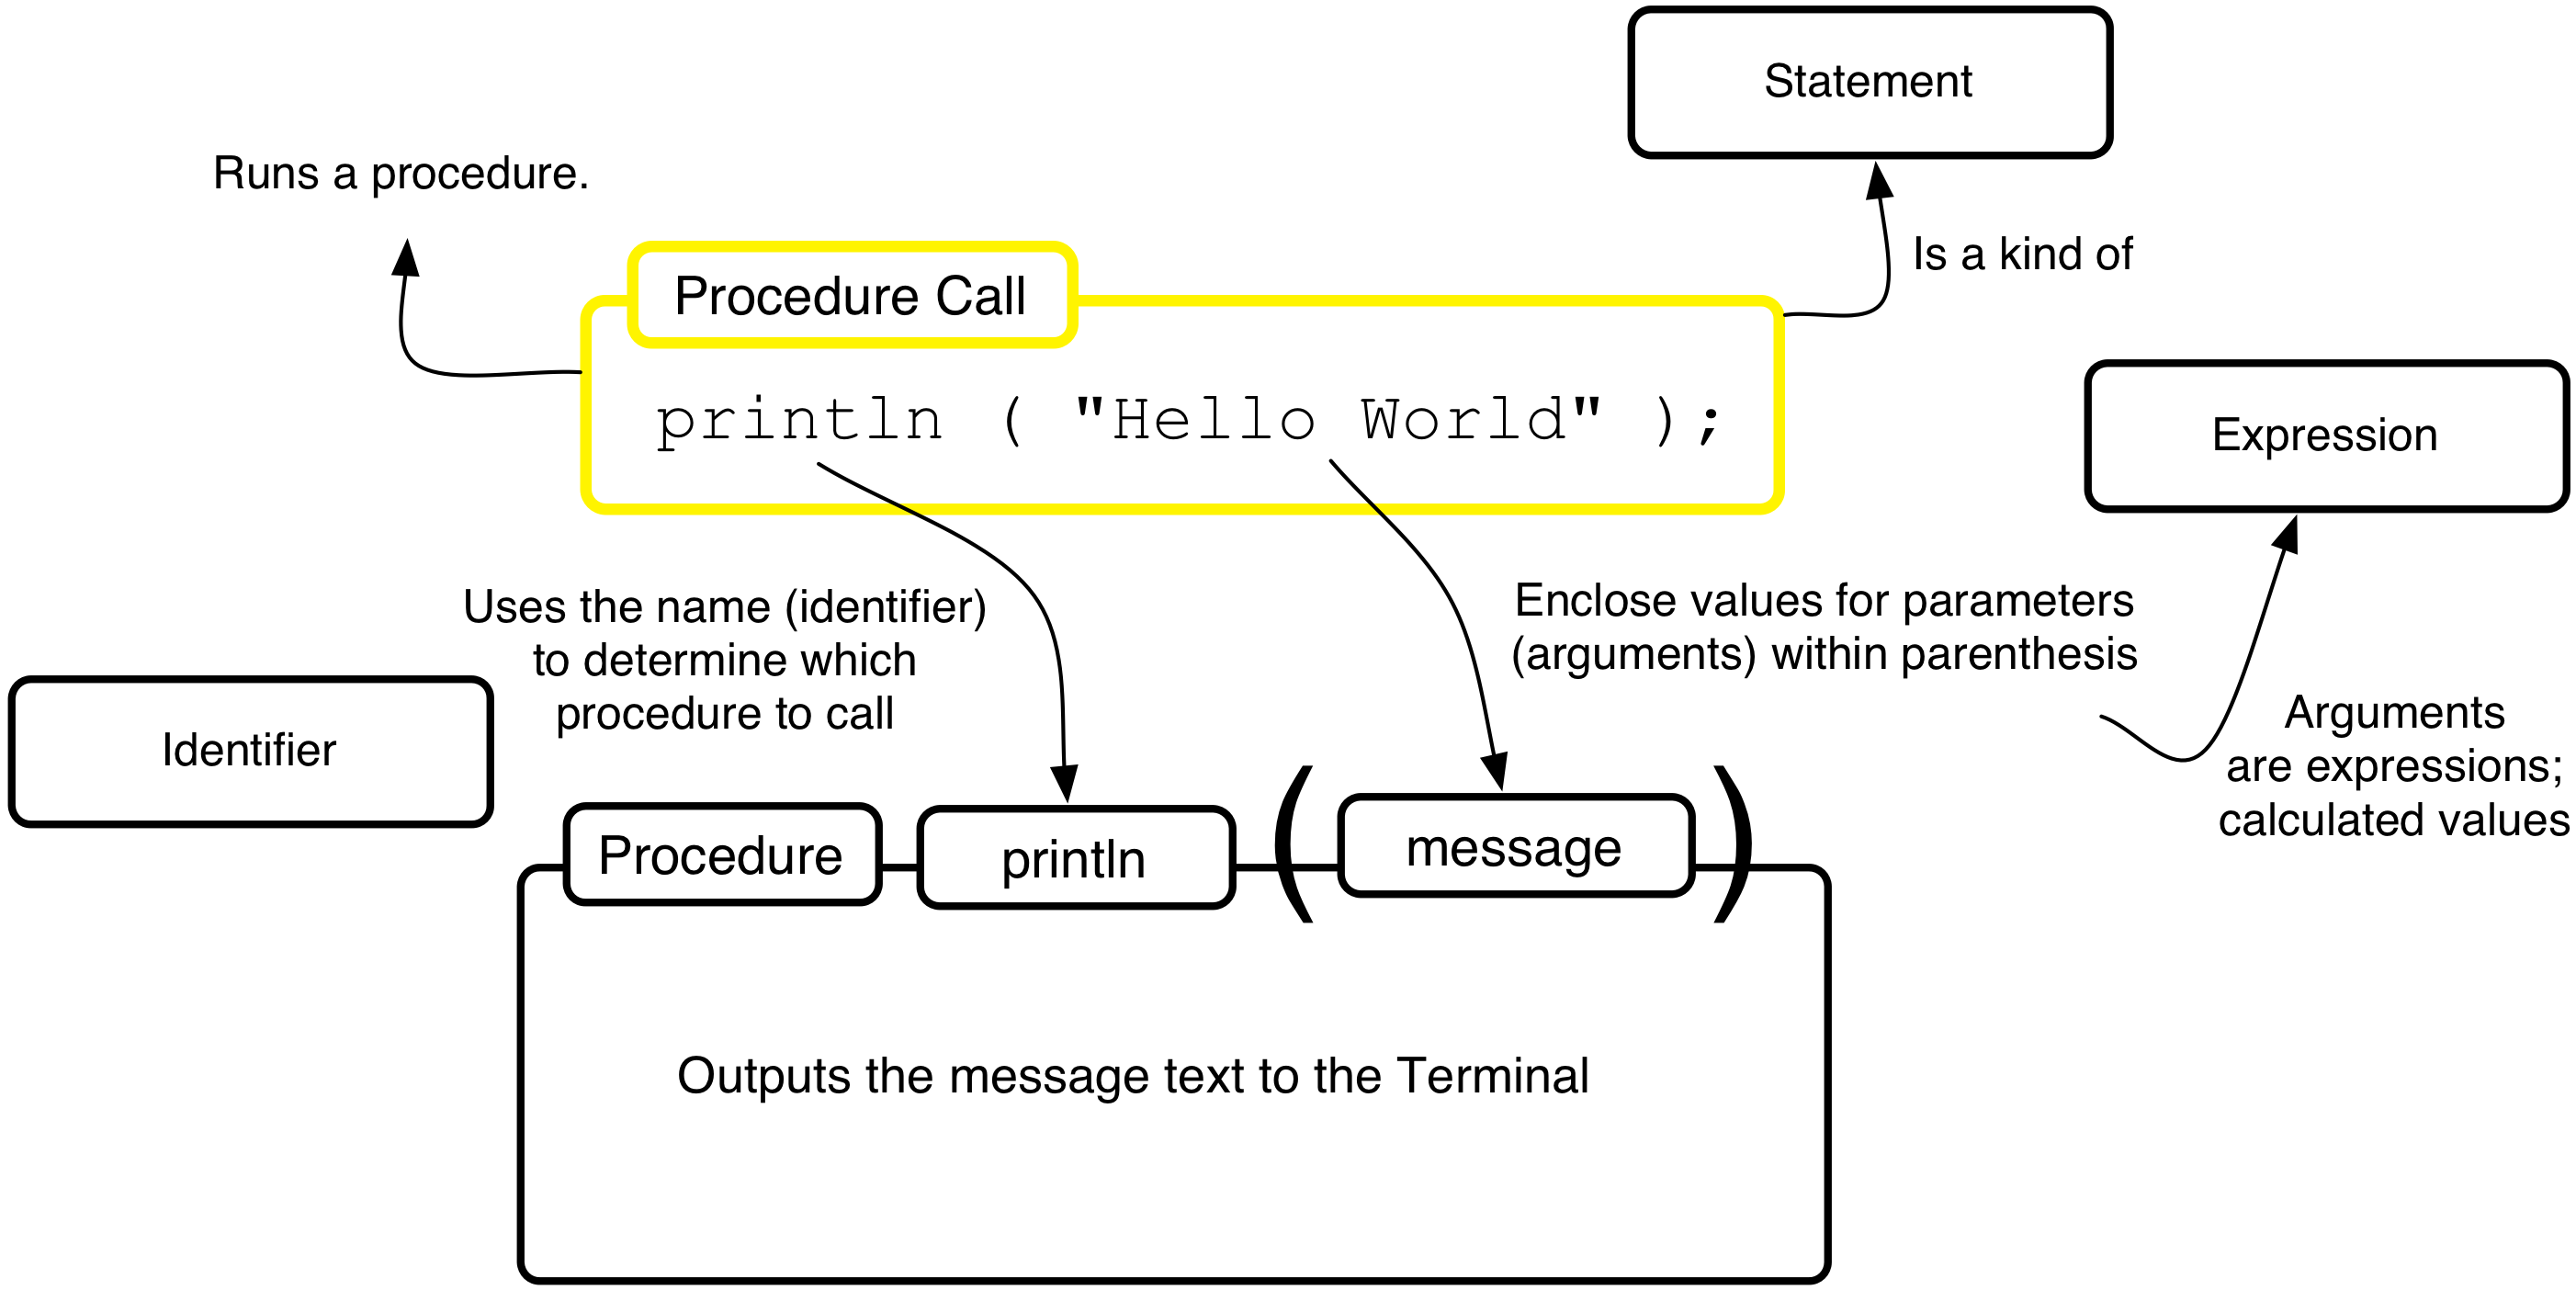 Statement
Runs a procedure.
Is a kind of
Procedure Call
println ( "Hello World" );
Expression
Uses the name (identifier)
to determine which
procedure to call
Enclose values for parameters
(arguments) within parenthesis
Identifier
Arguments
are expressions;
calculated values
Procedure println ( message )
Outputs the message text to the Terminal